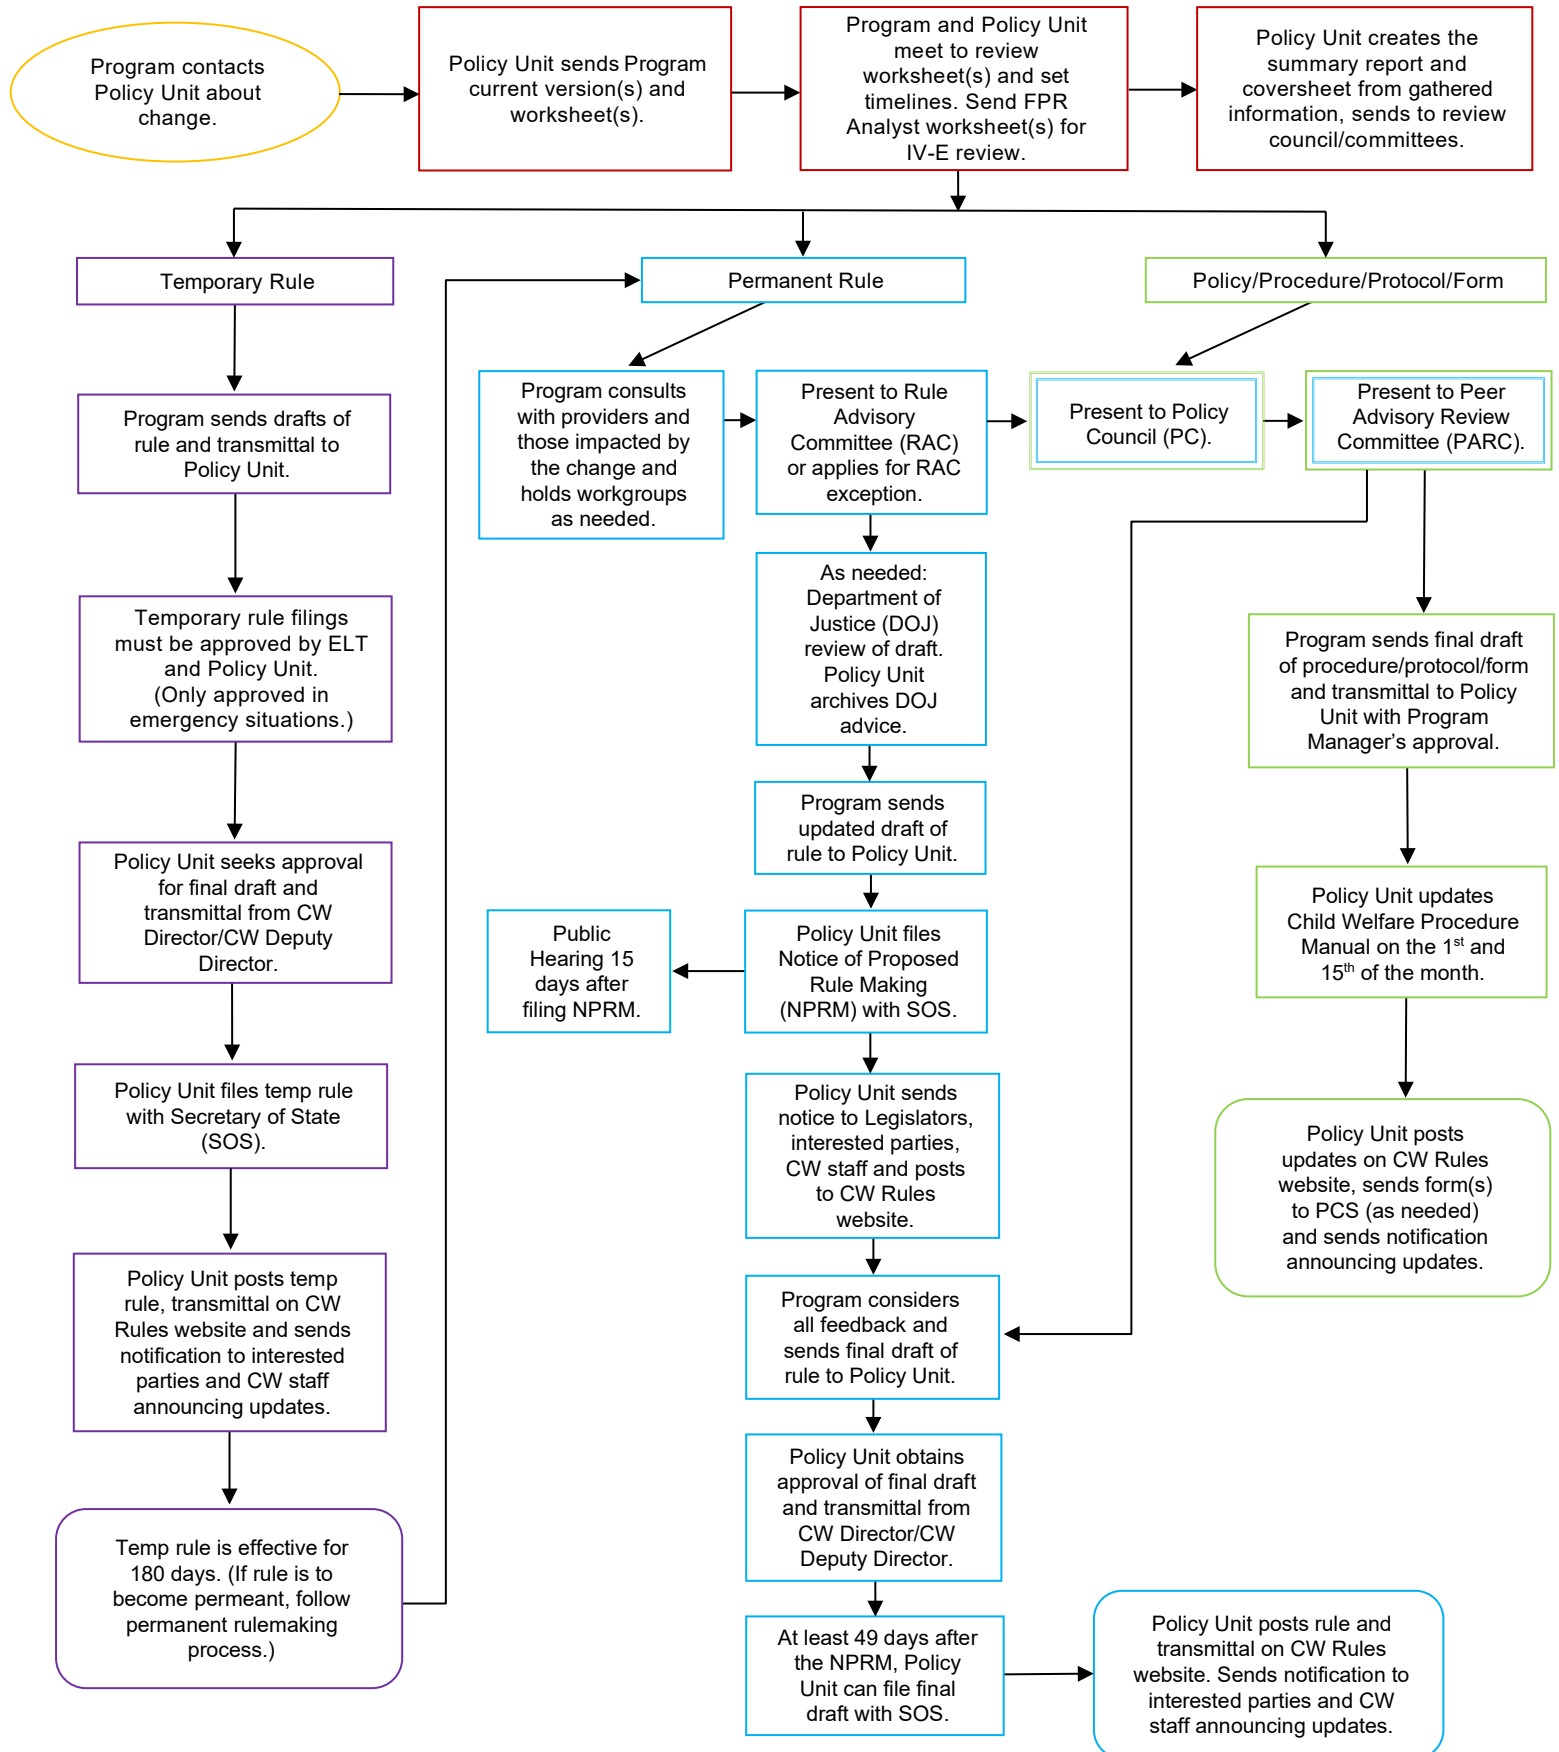 Program contacts
Policy Unit about
change.
Policy Unit sends Program
current version(s) and
worksheet(s).
Program and Policy Unit
meet to review
worksheet(s) and set
timelines. Send FPR
Analyst worksheet(s) for
IV-E review.
Policy Unit creates the
summary report and
coversheet from gathered
information, sends to review
council/committees.
Temporary Rule
Permanent Rule
Policy/Procedure/Protocol/Form
Program sends drafts of
rule and transmittal to
Policy Unit.
Temporary rule filings
must be approved by ELT
and Policy Unit.
(Only approved in
emergency situations.)
Policy Unit seeks approval
for final draft and
transmittal from CW
Director/CW Deputy
Director.
Policy Unit files temp rule
with Secretary of State
(SOS).
Policy Unit posts temp
rule, transmittal on CW
Rules website and sends
notification to interested
parties and CW staff
announcing updates.
Temp rule is effective for
180 days. (If rule is to
become permeant, follow
permanent rulemaking
process.)
Program consults
with providers and
those impacted by
the change and
holds workgroups
as needed.
Present to Rule
Advisory
Committee (RAC)
or applies for RAC
exception.
Present to Policy
Council (PC).
Present to Peer
Advisory Review
Committee (PARC).
As needed:
Department of
Justice (DOJ)
review of draft.
Policy Unit
archives DOJ
advice.
Program sends
updated draft of
rule to Policy Unit.
Policy Unit files
Notice of Proposed
Rule Making
(NPRM) with SOS.
Public
Hearing 15
days after
filing NPRM.
Policy Unit sends
notice to Legislators,
interested parties,
CW staff and posts
to CW Rules
website.
Program considers
all feedback and
sends final draft of
rule to Policy Unit.
Policy Unit obtains
approval of final draft
and transmittal from
CW Director/CW
Deputy Director.
At least 49 days after
the NPRM, Policy
Unit can file final
draft with SOS.
Policy Unit posts rule and
transmittal on CW Rules
website. Sends notification to
interested parties and CW
staff announcing updates.
Program sends final draft
of procedure/protocol/form
and transmittal to Policy
Unit with Program
Manager’s approval.
Policy Unit updates
Child Welfare Procedure
Manual on the 1st and
15th of the month.
Policy Unit posts
updates on CW Rules
website, sends form(s)
to PCS (as needed)
and sends notification
announcing updates.